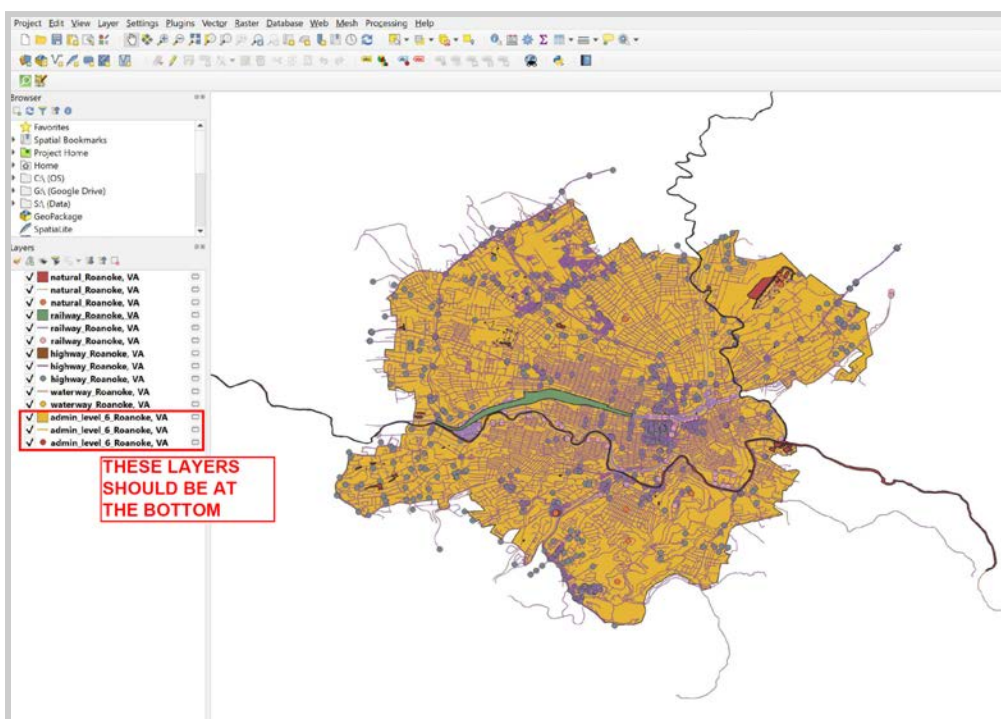 Project Edit View Layer Settings Plugins Vector Raster Database Web Mesh Processing Help
Browser
Favorites
Spatial Bookmarks
Project Home
Home
C:\ (OS)
G:\ (Google Drive)
S:\ (Data)
GeoPackage
SpatiaLite
Layers
natural_Roanoke, VA
natural_Roanoke, VA
natural_Roanoke, VA
railway_Roanoke, VA
railway_Roanoke, VA
railway_Roanoke, VA
highway_Roanoke, VA
highway_Roanoke, VA
highway_Roanoke, VA
waterway_Roanoke, VA
waterway_Roanoke, VA
admin_level_6_Roanoke, VA
admin_level_6_Roanoke, VA
admin_level_6_Roanoke, VA
THESE LAYERS
SHOULD BE AT
THE BOTTOM